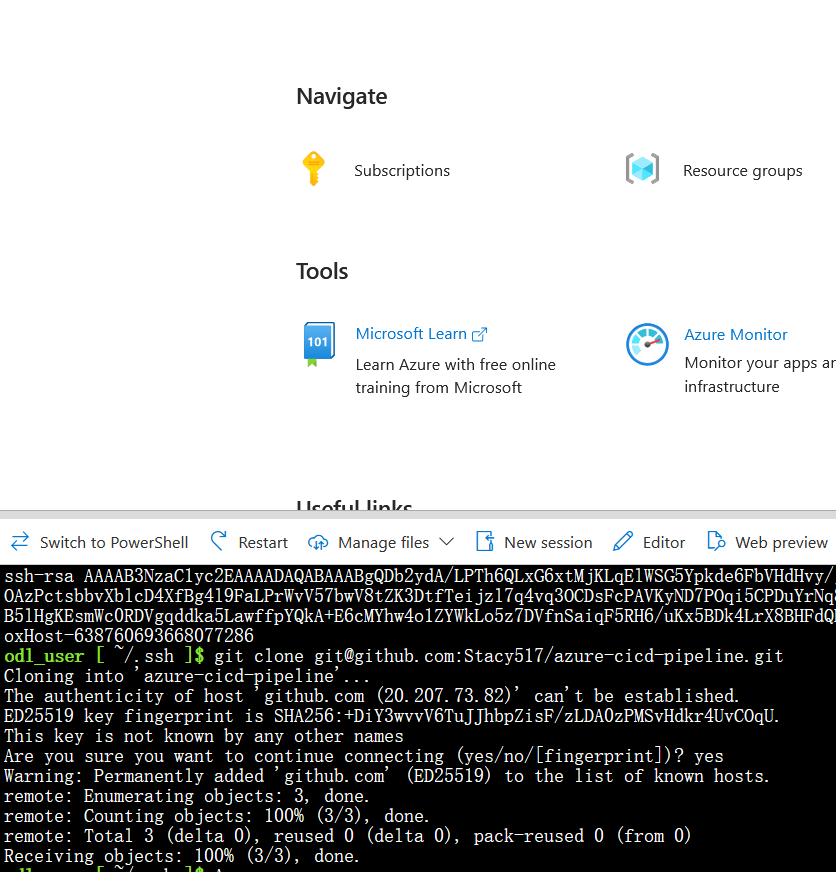 Navigate
Subscriptions
Resource groups
Tools
101
Microsoft Learn
Azure Monitor
Learn Azure with free online
training from Microsoft
Monitor your apps an
infrastructure
Useful links
Switch to PowerShell
Restart
Manage files
New session
Editor
Web preview
ssh-rsa AAAAB3NzaC1yc2EAAAADAQABAAABgQDb2ydA/LPTh6QLxG6xtMjKLqElWSG5Ypkde6FbVHdHvy/
OAzPctsbbvXblcD4XfBg4l9FaLPrWvV57bwV8tZK3DtfTeijzl7q4vq3OCDsFcPAVKyND7POqi5CPDuYrNq
B5lHgKEsmWc0RDVgqddka5LawffpYQkA+E6cMYhw4o1ZYWkLo5z7DVfnSaiqF5RH6/uKx5BDk4LrX8BHFdQ
oxHost-638760693668077286
odl_user [ ~/.ssh ]$ git clone git@github.com:Stacy517/azure-cicd-pipeline.git
Cloning into 'azure-cicd-pipeline'...
The authenticity of host 'github.com (20.207.73.82)' can't be established.
ED25519 key fingerprint is SHA256:+DiY3wvvV6TuJJhbpZisF/zLDA0zPMSvHdkr4UvCOqU.
This key is not known by any other names
Are you sure you want to continue connecting (yes/no/[fingerprint])? yes
Warning: Permanently added 'github.com' (ED25519) to the list of known hosts.
remote: Enumerating objects: 3, done.
remote: Counting objects: 100% (3/3), done.
remote: Total 3 (delta 0), reused 0 (delta 0), pack-reused 0 (from 0)
Receiving objects: 100% (3/3), done.